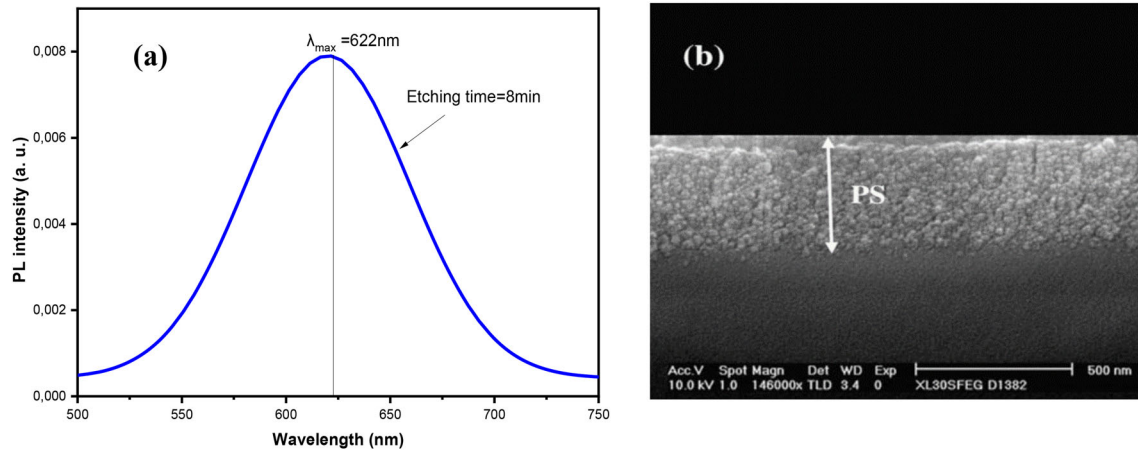 (a)
λmax =622nm
Etching time=8min
PL intensity (a. u.)
0,008
0,006
0,004
0,002
0,000
500 550 600 650 700 750
Wavelength (nm)
(b)
PS
Acc.V Spot Magn Det WD Exp
10.0 kV 1.0 146000x TLD 3.4 0
500 nm
XL30SFEG D1382